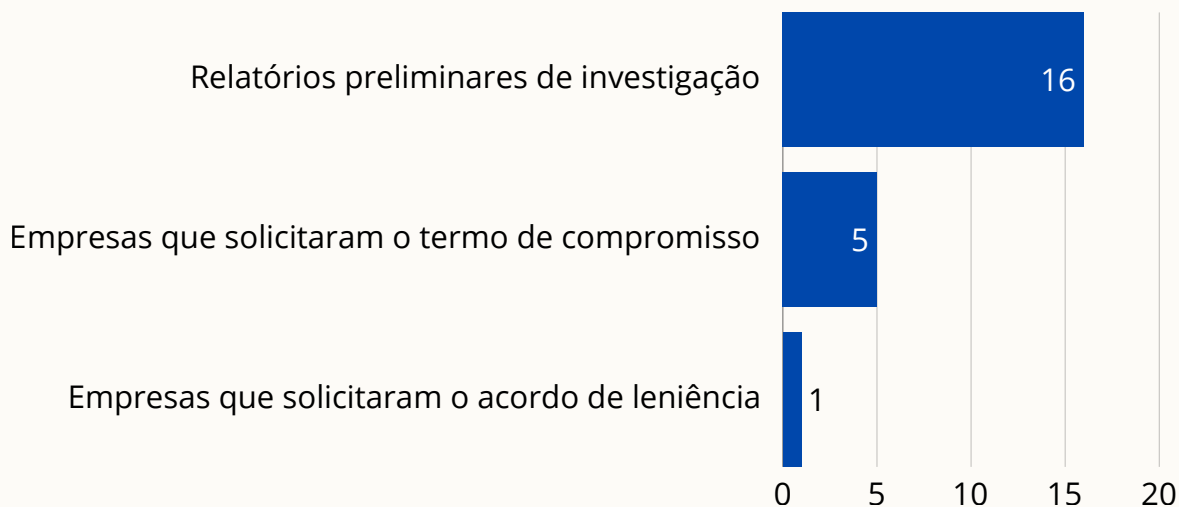 Relatórios preliminares de investigação
16
Empresas que solicitaram o termo de compromisso
5
Empresas que solicitaram o acordo de leniência
1
0 5 10 15 20